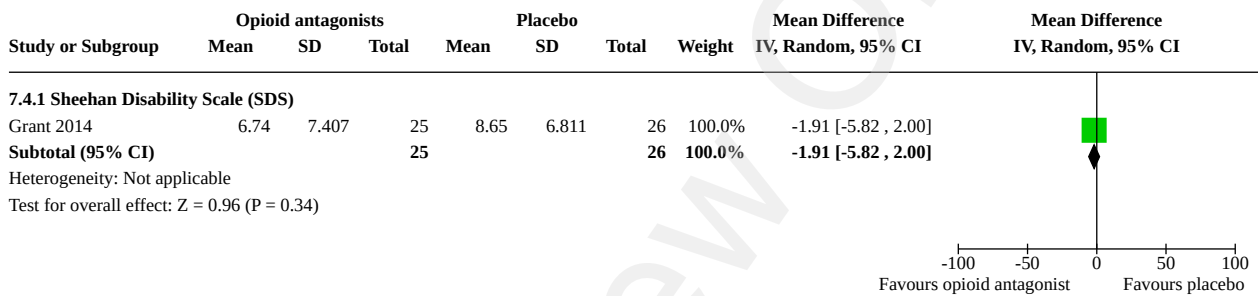 Opioid antagonists Placebo Mean Difference Mean Difference
Study or Subgroup Mean SD Total Mean SD Total Weight IV, Random, 95% CI IV, Random, 95% CI
7.4.1 Sheehan Disability Scale (SDS)
Grant 2014 6.74 7.407 25 8.65 6.811 26 100.0% -1.91 [-5.82 , 2.00]
Subtotal (95% CI) 25 26 100.0% -1.91 [-5.82 , 2.00]
Heterogeneity: Not applicable
Test for overall effect: Z = 0.96 (P = 0.34)
-100 -50 0 50 100
Favours opioid antagonist Favours placebo